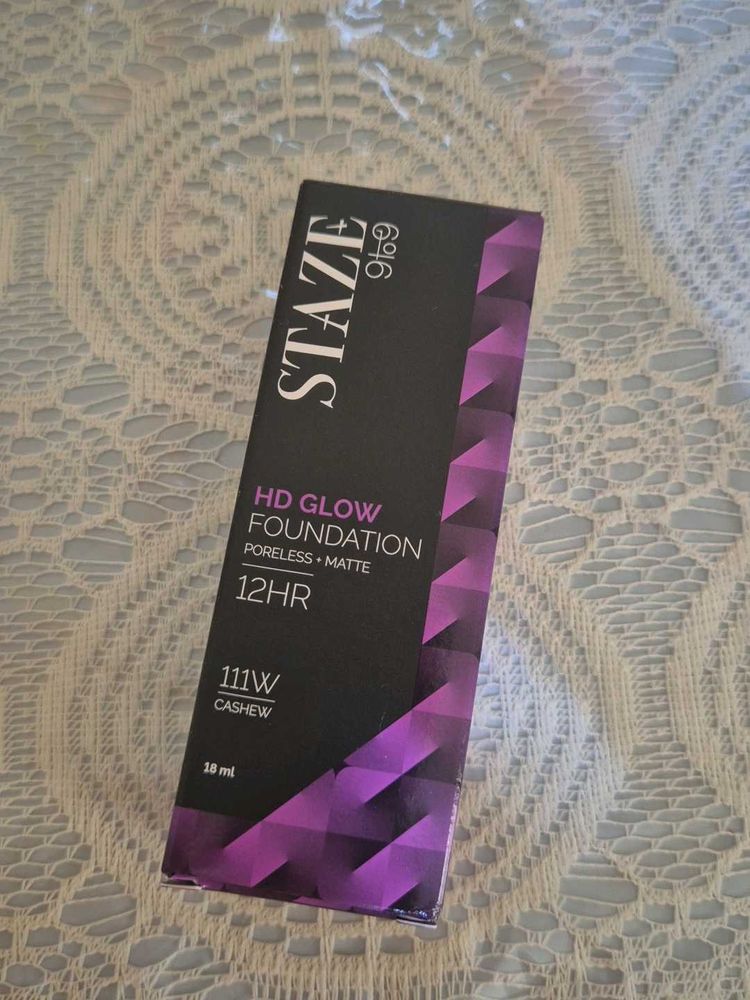 STAZE
9to9
HD GLOW
FOUNDATION
PORELESS + MATTE
12HR
111W
CASHEW
18 ml